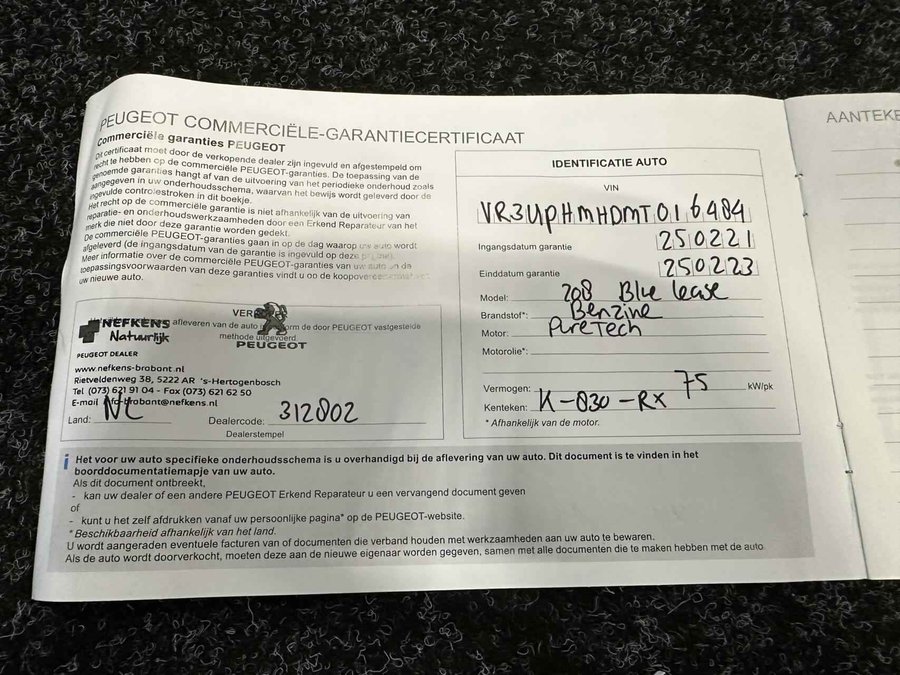 PEUGEOT COMMERCIËLE-GARANTIECERTIFICAAT
Commerciële garanties PEUGEOT
Dit certificaat moet door de verkopende dealer zijn ingevuld en afgestempeld om
recht te hebben op de commerciële PEUGEOT-garanties. De toepassing van de
genoemde garanties hangt af van de uitvoering van het periodieke onderhoud zoals
aangegeven in uw onderhoudsschema, waarvan het bewijs wordt geleverd door de
ingevulde controlestroken in dit boekje.
Het recht op de commerciële garantie is niet afhankelijk van de uitvoering van
reparatie- en onderhoudswerkzaamheden door een Erkend Reparateur van het
merk die niet door deze garantie worden gedekt.
De commerciële PEUGEOT-garanties gaan in op de dag waarop uw auto wordt
afgeleverd (de ingangsdatum van de garantie is ingevuld op deze pagina).
Meer informatie over de commerciële PEUGEOT-garanties van uw auto en de
toepassingsvoorwaarden van deze garanties vindt u op de
uw nieuwe auto.
VER
NEFKENS afleveren van de auto door PEUGEOT vastgestelde
Natuurlijk methode uitgevoerd.
PEUGEOT
PEUGEOT DEALER
www.nefkens-brabant.nl
Rietveldenweg 38, 5222 AR 's-Hertogenbosch
Tel (073) 621 91 04 - Fax (073) 621 62 50
E-mail info-brabant@nefkens.nl
Land: NL Dealercode: 312802
Dealerstempel
IDENTIFICATIE AUTO
VIN
VR3UPHMHDMT016484
Ingangsdatum garantie 250221
Einddatum garantie 250223
Model: 208 Blue lease
Brandstof*: Benzine
Motor: PureTech
Motorolie*:
Vermogen: 75 kW/pk
Kenteken: K-830-RX
* Afhankelijk van de motor.
i Het voor uw auto specifieke onderhoudsschema is u overhandigd bij de aflevering van uw auto. Dit document is te vinden in het
boorddocumentatiemapje van uw auto.
Als dit document ontbreekt,
- kan uw dealer of een andere PEUGEOT Erkend Reparateur u een vervangend document geven
of
- kunt u het zelf afdrukken vanaf uw persoonlijke pagina* op de PEUGEOT-website.
* Beschikbaarheid afhankelijk van het land.
U wordt aangeraden eventuele facturen van of documenten die verband houden met werkzaamheden aan uw auto te bewaren.
Als de auto wordt doorverkocht, moeten deze aan de nieuwe eigenaar worden gegeven, samen met alle documenten die te maken hebben met de auto
AANTEKE